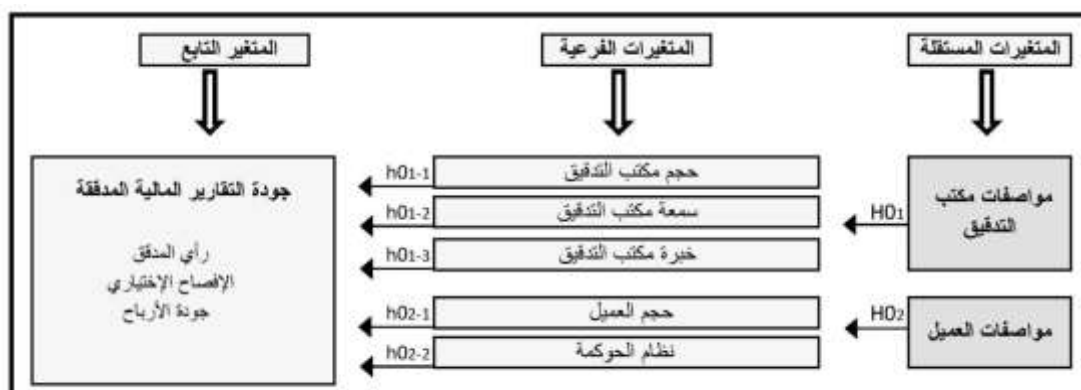 المتغيرات المستقلة
المتغيرات الفرعية
المتغير التابع
مواصفات مكتب
التدقيق
H01
حجم مكتب التدقيق
h01-1
سمعة مكتب التدقيق
h01-2
خبرة مكتب التدقيق
h01-3
مواصفات العميل
H02
حجم العميل
h02-1
نظام الحوكمة
h02-2
جودة التقارير المالية المدققة
رأي المدقق
الإفصاح الإختياري
جودة الأرباح